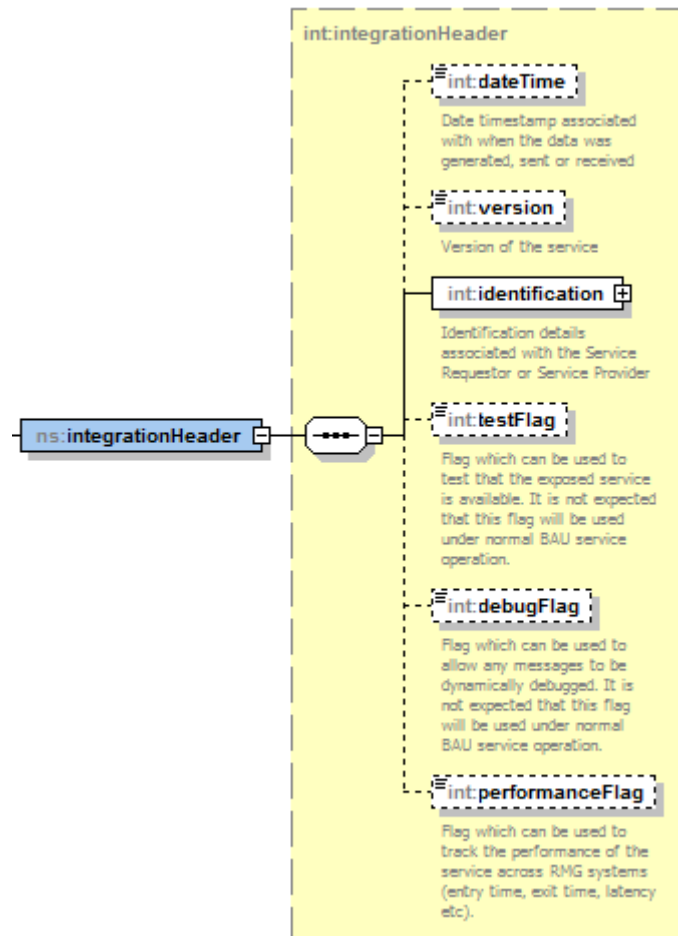 int:integrationHeader
int:dateTime
Date timestamp associated
with when the data was
generated, sent or received
int:version
Version of the service
int:identification
Identification details
associated with the Service
Requestor or Service Provider
ns:integrationHeader
int:testFlag
Flag which can be used to
test that the exposed service
is available. It is not expected
that this flag will be used
under normal BAU service
operation.
int:debugFlag
Flag which can be used to
allow any messages to be
dynamically debugged. It is
not expected that this flag
will be used under normal
BAU service operation.
int:performanceFlag
Flag which can be used to
track the performance of the
service across RMG systems
(entry time, exit time, latency
etc).